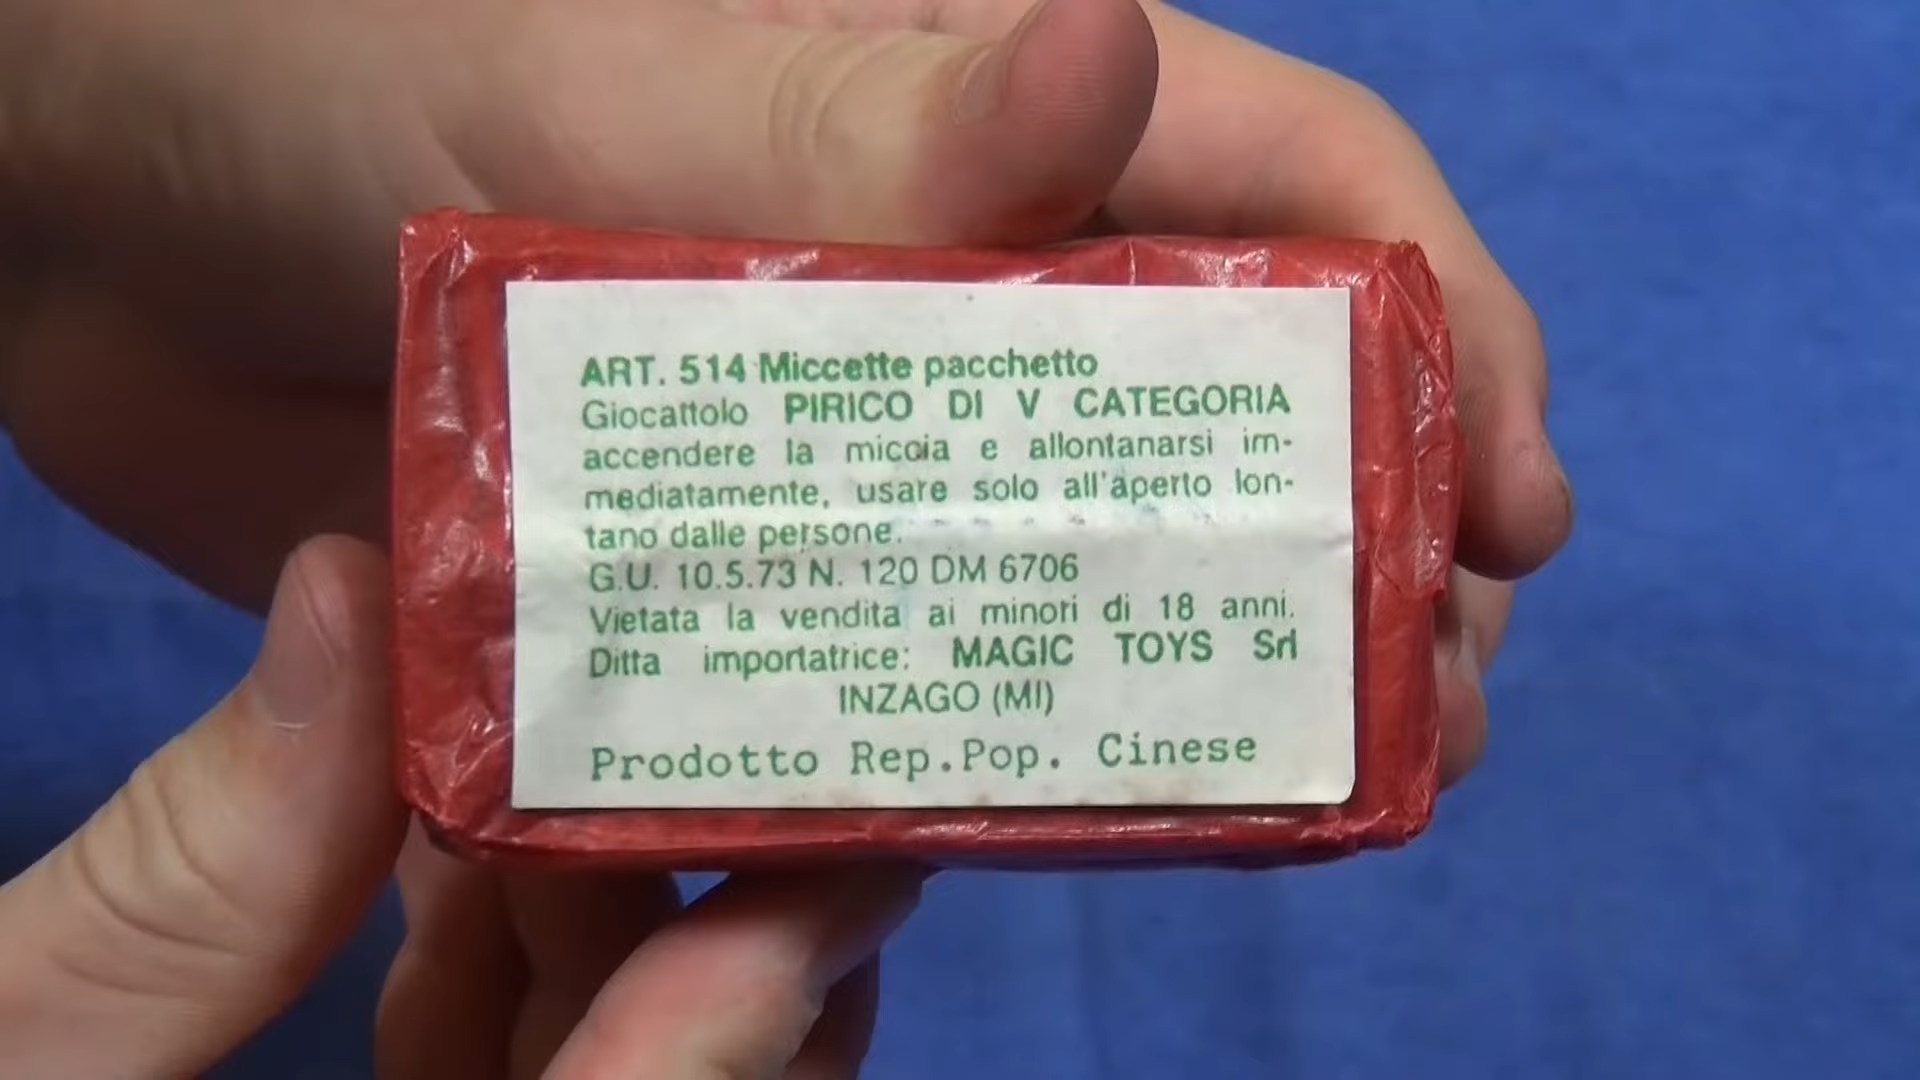 ART. 514 Miccette pacchetto
Giocattolo PIRICO DI V CATEGORIA
accendere la miccia e allontanarsi im-
mediatamente, usare solo all'aperto lon-
tano dalle persone.
G.U. 10.5.73 N. 120 DM 6706
Vietata la vendita ai minori di 18 anni.
Ditta importatrice: MAGIC TOYS Srl
INZAGO (MI)
Prodotto Rep.Pop. Cinese